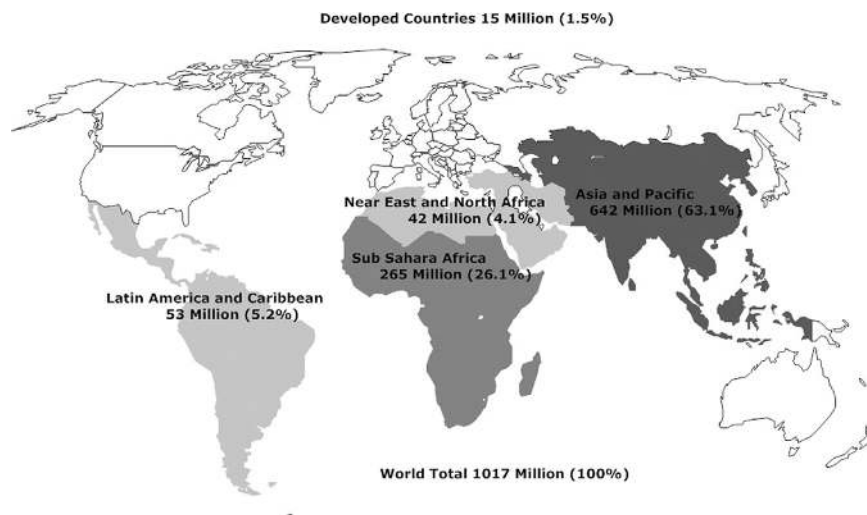 Developed Countries 15 Million (1.5%)
Near East and North Africa
42 Million (4.1%)
Asia and Pacific
642 Million (63.1%)
Sub Sahara Africa
265 Million (26.1%)
Latin America and Caribbean
53 Million (5.2%)
World Total 1017 Million (100%)